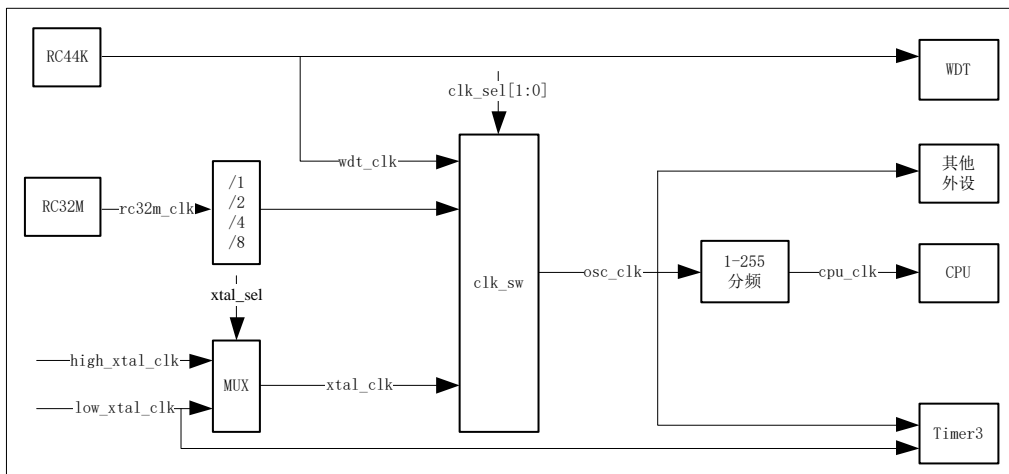 RC44K
WDT
clk_sel[1:0]
wdt_clk
其他
外设
RC32M
rc32m_clk
/1
/2
/4
/8
clk_sw
osc_clk
1-255
分频
cpu_clk
CPU
xtal_sel
high_xtal_clk
MUX
xtal_clk
low_xtal_clk
Timer3